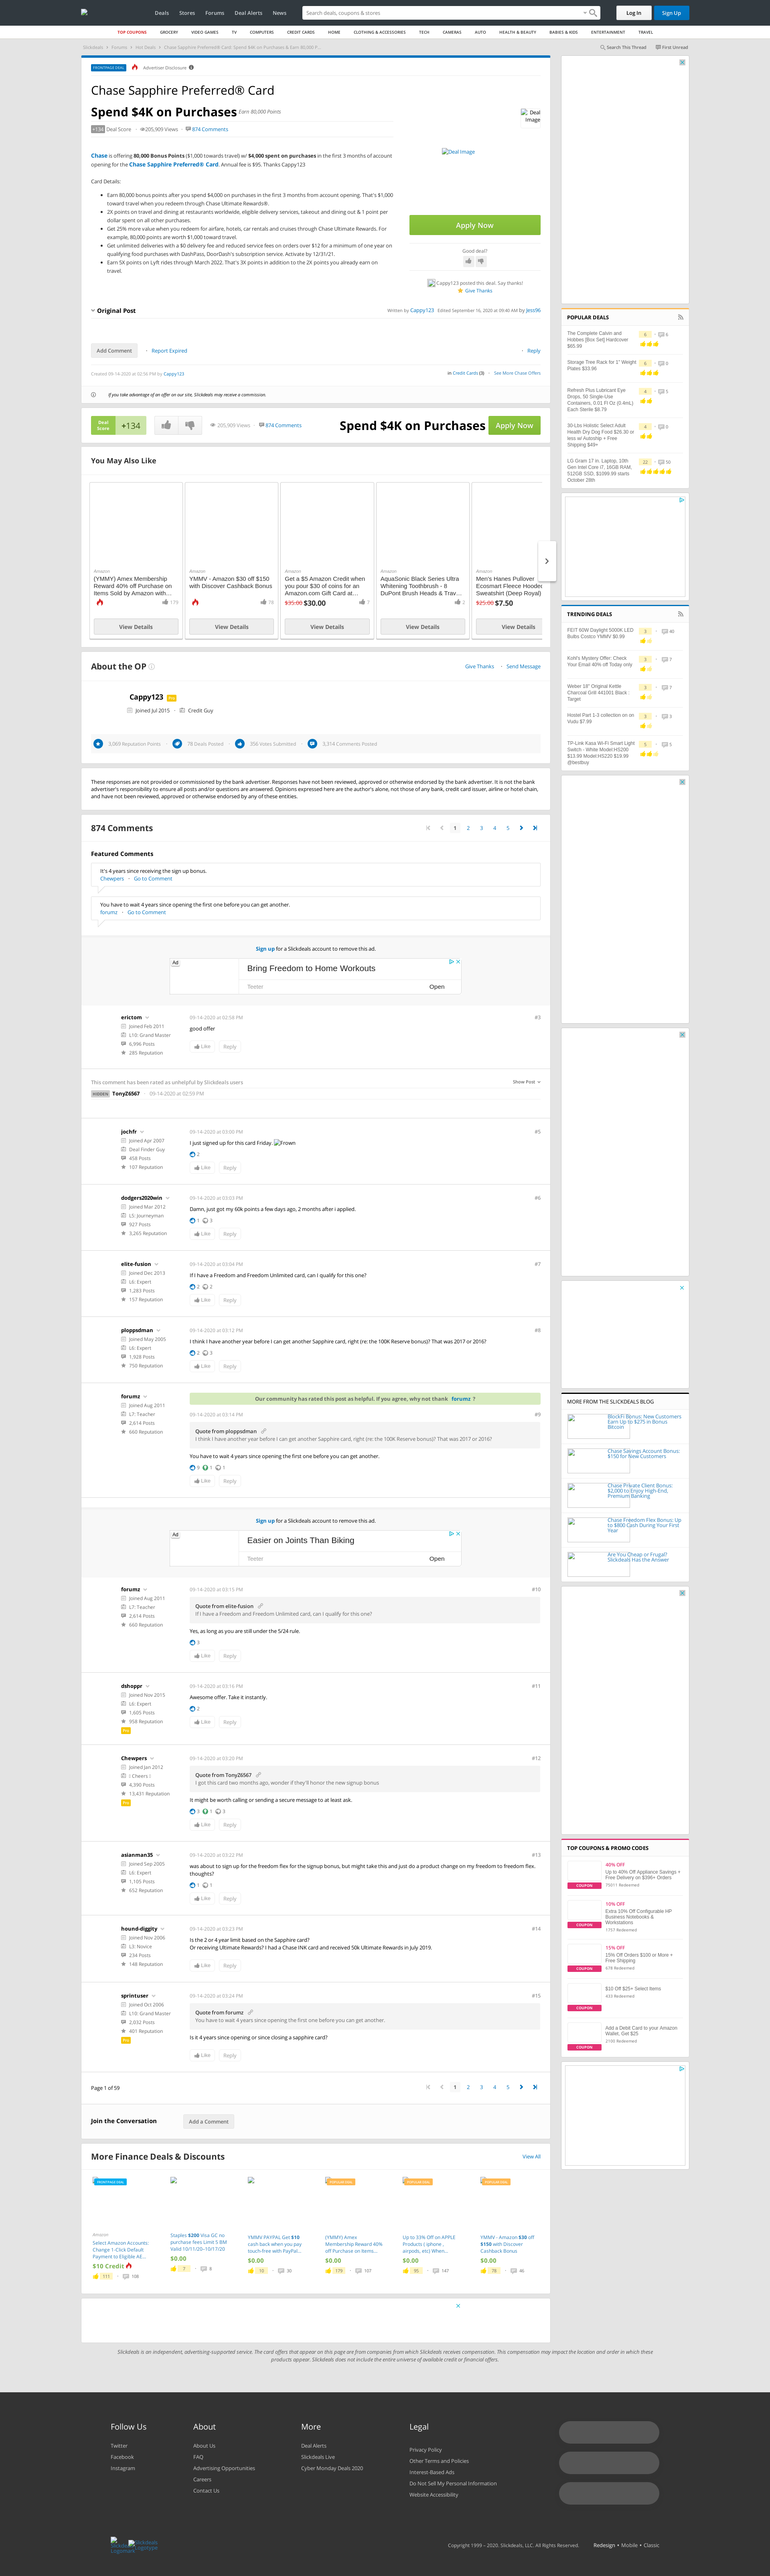 Deals Stores Forums Deal Alerts News
Search deals, coupons & stores
Log In Sign Up
TOP COUPONS GROCERY VIDEO GAMES TV COMPUTERS CREDIT CARDS HOME CLOTHING & ACCESSORIES TECH CAMERAS AUTO HEALTH & BEAUTY BABIES & KIDS ENTERTAINMENT TRAVEL
Slickdeals > Forums > Hot Deals > Chase Sapphire Preferred® Card: Spend $4K on Purchases & Earn 80,000 P...
Search This Thread First Unread
FRONTPAGE DEAL Advertiser Disclosure
Chase Sapphire Preferred® Card
Spend $4K on Purchases Earn 80,000 Points
+134 Deal Score 205,909 Views 874 Comments
Deal Image
Deal Image
Chase is offering 80,000 Bonus Points ($1,000 towards travel) w/ $4,000 spent on purchases in the first 3 months of account
opening for the Chase Sapphire Preferred® Card. Annual fee is $95. Thanks Cappy123
Card Details:
Earn 80,000 bonus points after you spend $4,000 on purchases in the first 3 months from account opening. That's $1,000
toward travel when you redeem through Chase Ultimate Rewards®.
2X points on travel and dining at restaurants worldwide, eligible delivery services, takeout and dining out & 1 point per
dollar spent on all other purchases.
Get 25% more value when you redeem for airfare, hotels, car rentals and cruises through Chase Ultimate Rewards. For
example, 80,000 points are worth $1,000 toward travel.
Get unlimited deliveries with a $0 delivery fee and reduced service fees on orders over $12 for a minimum of one year on
qualifying food purchases with DashPass, DoorDash's subscription service. Activate by 12/31/21.
Earn 5X points on Lyft rides through March 2022. That's 3X points in addition to the 2X points you already earn on
travel.
Apply Now
Good deal?
Cappy123 posted this deal. Say thanks!
Give Thanks
Original Post
Written by Cappy123 Edited September 16, 2020 at 09:40 AM by Jess96
Add Comment Report Expired Reply
Created 09-14-2020 at 02:56 PM by Cappy123
in Credit Cards (3) See More Chase Offers
If you take advantage of an offer on our site, Slickdeals may receive a commission.
Deal Score +134 205,909 Views 874 Comments Spend $4K on Purchases Apply Now
You May Also Like
Amazon
(YMMY) Amex Membership Reward 40% off Purchase on Items Sold by Amazon with...
179
View Details
Amazon
YMMV - Amazon $30 off $150 with Discover Cashback Bonus
78
View Details
Amazon
Get a $5 Amazon Credit when you pour $30 of coins for an Amazon.com Gift Card at...
$35.00 $30.00 7
View Details
Amazon
AquaSonic Black Series Ultra Whitening Toothbrush - 8 DuPont Brush Heads & Trav...
2
View Details
Amazon
Men's Hanes Pullover Ecosmart Fleece Hooded Sweatshirt (Deep Royal)
$25.00 $7.50
View Details
About the OP
Give Thanks Send Message
Cappy123 Pro
Joined Jul 2015 Credit Guy
3,069 Reputation Points 78 Deals Posted 356 Votes Submitted 3,314 Comments Posted
These responses are not provided or commissioned by the bank advertiser. Responses have not been reviewed, approved or otherwise endorsed by the bank advertiser. It is not the bank
advertiser's responsibility to ensure all posts and/or questions are answered. Opinions expressed here are the author's alone, not those of any bank, credit card issuer, airline or hotel chain,
and have not been reviewed, approved or otherwise endorsed by any of these entities.
874 Comments
1 2 3 4 5
Featured Comments
It's 4 years since receiving the sign up bonus.
Chewpers Go to Comment
You have to wait 4 years since opening the first one before you can get another.
forumz Go to Comment
Sign up for a Slickdeals account to remove this ad.
Ad
Bring Freedom to Home Workouts
Teeter Open
erictom
Joined Feb 2011
L10: Grand Master
6,996 Posts
285 Reputation
09-14-2020 at 02:58 PM #3
good offer
Like Reply
This comment has been rated as unhelpful by Slickdeals users
Show Post
HIDDEN TonyZ6567 09-14-2020 at 02:59 PM
jochfr
Joined Apr 2007
Deal Finder Guy
458 Posts
107 Reputation
09-14-2020 at 03:00 PM #5
I just signed up for this card Friday. Frown
2
Like Reply
dodgers2020win
Joined Mar 2012
L5: Journeyman
927 Posts
3,265 Reputation
09-14-2020 at 03:03 PM #6
Damn, just got my 60k points a few days ago, 2 months after i applied.
1 3
Like Reply
elite-fusion
Joined Dec 2013
L6: Expert
1,283 Posts
157 Reputation
09-14-2020 at 03:04 PM #7
If I have a Freedom and Freedom Unlimited card, can I qualify for this one?
2 2
Like Reply
ploppsdman
Joined May 2005
L6: Expert
1,928 Posts
750 Reputation
09-14-2020 at 03:12 PM #8
I think I have another year before I can get another Sapphire card, right (re: the 100K Reserve bonus)? That was 2017 or 2016?
2 3
Like Reply
forumz
Joined Aug 2011
L7: Teacher
2,614 Posts
660 Reputation
Our community has rated this post as helpful. If you agree, why not thank forumz ?
09-14-2020 at 03:14 PM #9
Quote from ploppsdman
I think I have another year before I can get another Sapphire card, right (re: the 100K Reserve bonus)? That was 2017 or 2016?
You have to wait 4 years since opening the first one before you can get another.
9 1 1
Like Reply
Sign up for a Slickdeals account to remove this ad.
Ad
Easier on Joints Than Biking
Teeter Open
forumz
Joined Aug 2011
L7: Teacher
2,614 Posts
660 Reputation
09-14-2020 at 03:15 PM #10
Quote from elite-fusion
If I have a Freedom and Freedom Unlimited card, can I qualify for this one?
Yes, as long as you are still under the 5/24 rule.
3
Like Reply
dshoppr
Joined Nov 2015
L6: Expert
1,605 Posts
958 Reputation
Pro
09-14-2020 at 03:16 PM #11
Awesome offer. Take it instantly.
2
Like Reply
Chewpers
Joined Jan 2012
! Cheers !
4,390 Posts
13,431 Reputation
Pro
09-14-2020 at 03:20 PM #12
Quote from TonyZ6567
I got this card two months ago, wonder if they'll honor the new signup bonus
It might be worth calling or sending a secure message to at least ask.
3 1 3
Like Reply
asianman35
Joined Sep 2005
L6: Expert
1,105 Posts
652 Reputation
09-14-2020 at 03:22 PM #13
was about to sign up for the freedom flex for the signup bonus, but might take this and just do a product change on my freedom to freedom flex.
thoughts?
1 1
Like Reply
hound-diggity
Joined Nov 2006
L3: Novice
234 Posts
148 Reputation
09-14-2020 at 03:23 PM #14
Is the 2 or 4 year limit based on the Sapphire card?
Or receiving Ultimate Rewards? I had a Chase INK card and received 50k Ultimate Rewards in July 2019.
Like Reply
sprintuser
Joined Oct 2006
L10: Grand Master
2,032 Posts
401 Reputation
Pro
09-14-2020 at 03:24 PM #15
Quote from forumz
You have to wait 4 years since opening the first one before you can get another.
Is it 4 years since opening or since closing a sapphire card?
Like Reply
Page 1 of 59
1 2 3 4 5
Join the Conversation Add a Comment
More Finance Deals & Discounts View All
FRONTPAGE DEAL
Amazon
Select Amazon Accounts: Change 1-Click Default Payment to Eligible AE...
$10 Credit
111 108
Staples $200 Visa GC no purchase fees Limit 5 BM Valid 10/11/20–10/17/20
$0.00
7 8
YMMV PAYPAL Get $10 cash back when you pay touch-free with PayPal....
$0.00
10 30
POPULAR DEAL
(YMMY) Amex Membership Reward 40% off Purchase on Items...
$0.00
179 107
POPULAR DEAL
Up to 33% Off on APPLE Products ( iphone , airpods, etc) When...
$0.00
95 147
POPULAR DEAL
YMMV - Amazon $30 off $150 with Discover Cashback Bonus
$0.00
78 46
POPULAR DEALS
The Complete Calvin and Hobbes [Box Set] Hardcover $65.99
6 6
Storage Tree Rack for 1" Weight Plates $33.96
6 9
Refresh Plus Lubricant Eye Drops, 50 Single-Use Containers, 0.01 Fl Oz (0.4mL) Each Sterile $8.79
4 5
30-Lbs Holistic Select Adult Health Dry Dog Food $26.30 or less w/ Autoship + Free Shipping $49+
4 0
LG Gram 17 in. Laptop, 10th Gen Intel Core i7, 16GB RAM, 512GB SSD, $1099.99 starts October 28th
22 50
TRENDING DEALS
FEIT 60W Daylight 5000K LED Bulbs Costco YMMV $0.99
3 40
Kohl's Mystery Offer: Check Your Email 40% off Today only
3 7
Weber 18" Original Kettle Charcoal Grill 441001 Black : Target
3 7
Hostel Part 1-3 collection on on Vudu $7.99
3 3
TP-Link Kasa Wi-Fi Smart Light Switch - White Model:HS200 $13.99 Model:HS220 $19.99 @bestbuy
5 5
MORE FROM THE SLICKDEALS BLOG
BlockFi Bonus: New Customers Earn Up to $275 in Bonus Bitcoin
Chase Savings Account Bonus: $150 for New Customers
Chase Private Client Bonus: $2,000 to Enjoy High-End, Premium Banking
Chase Freedom Flex Bonus: Up to $800 Cash During Your First Year
Are You Cheap or Frugal? Slickdeals Has the Answer
TOP COUPONS & PROMO CODES
40% OFF
Up to 40% Off Appliance Savings + Free Delivery on $396+ Orders
COUPON 70011 Redeemed
10% OFF
Extra 10% Off Configurable HP Business Notebooks & Workstations
COUPON 1757 Redeemed
15% OFF
15% Off Orders $100 or More + Free Shipping
COUPON 678 Redeemed
$10 Off $25+ Select Items
423 Redeemed
COUPON
Add a Debit Card to your Amazon Wallet, Get $25
2190 Redeemed
COUPON
Slickdeals is an independent, advertising-supported service. The card offers that appear on this page are from companies from which Slickdeals receives compensation. This compensation may impact the location and order in which these
products appear. Slickdeals does not include the entire universe of available credit or financial offers.
Follow Us
Twitter
Facebook
Instagram
About
About Us
FAQ
Advertising Opportunities
Careers
Contact Us
More
Deal Alerts
Slickdeals Live
Cyber Monday Deals 2020
Legal
Privacy Policy
Other Terms and Policies
Interest-Based Ads
Do Not Sell My Personal Information
Website Accessibility
Copyright 1999 – 2020. Slickdeals, LLC. All Rights Reserved. Redesign • Mobile • Classic